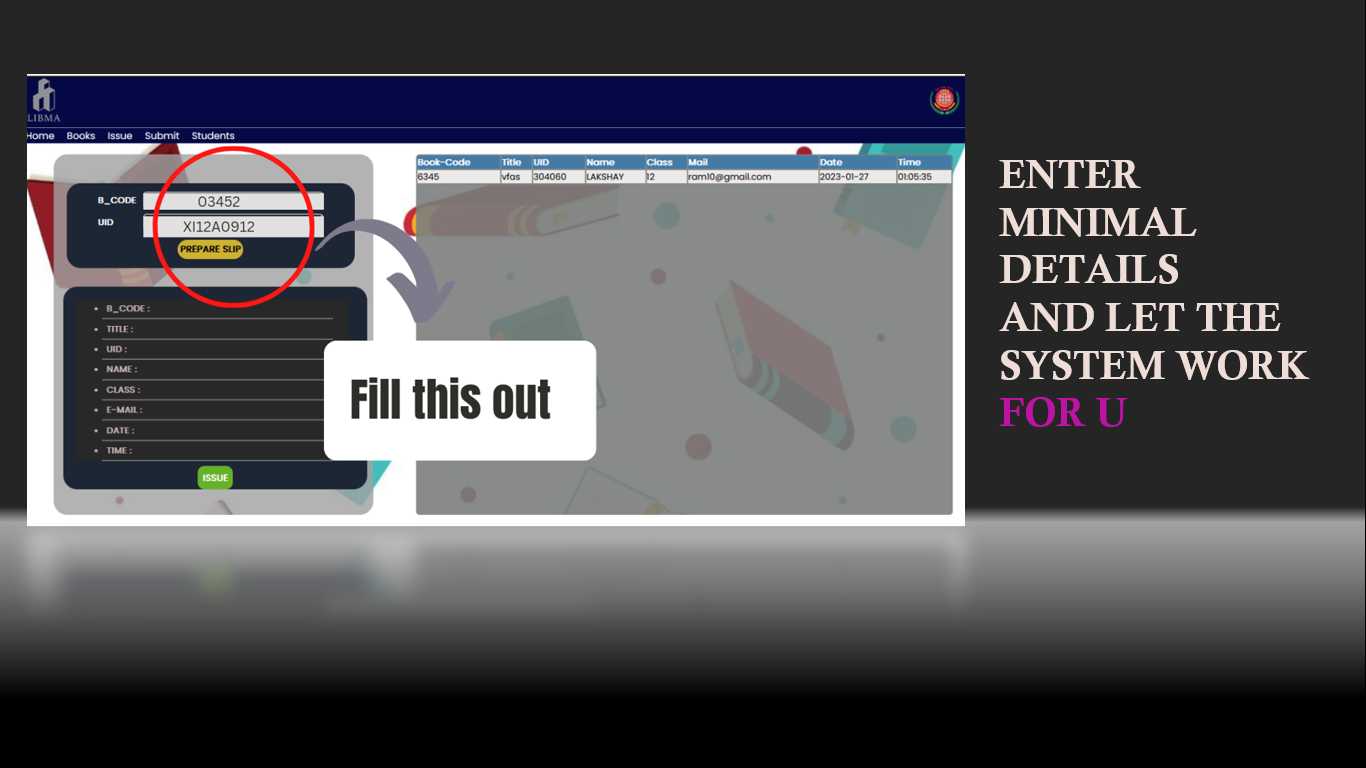 LIBMA
Home Books Issue Submit Students
B_CODE 03452
UID XI12A0912
PREPARE SLIP
B_CODE :
TITLE :
UID :
NAME :
CLASS :
E-MAIL :
DATE :
TIME :
ISSUE
Book-Code Title UID Name Class Mail Date Time
6345 vfas 304060 LAKSHAY 12 ram10@gmail.com 2023-01-27 01:05:35
Fill this out
ENTER
MINIMAL
DETAILS
AND LET THE
SYSTEM WORK
FOR U